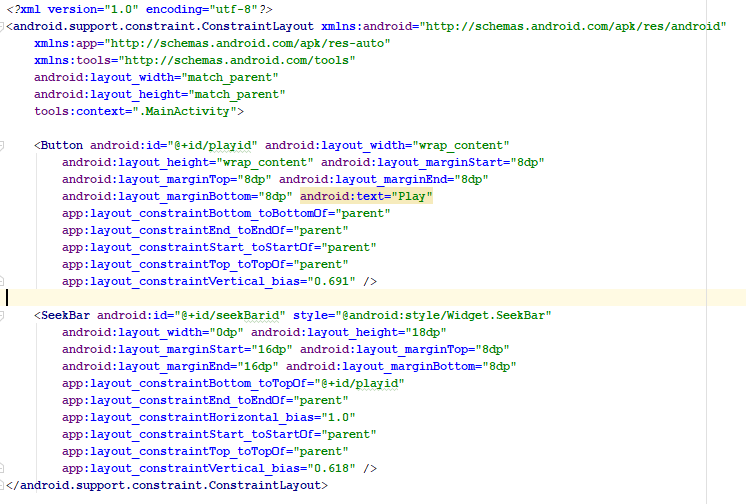 <?xml version="1.0" encoding="utf-8"?>
<android.support.constraint.ConstraintLayout xmlns:android="http://schemas.android.com/apk/res/android"
    xmlns:app="http://schemas.android.com/apk/res-auto"
    xmlns:tools="http://schemas.android.com/tools"
    android:layout_width="match_parent"
    android:layout_height="match_parent"
    tools:context=".MainActivity">

    <Button android:id="@+id/playid" android:layout_width="wrap_content"
        android:layout_height="wrap_content" android:layout_marginStart="8dp"
        android:layout_marginTop="8dp" android:layout_marginEnd="8dp"
        android:layout_marginBottom="8dp" android:text="Play"
        app:layout_constraintBottom_toBottomOf="parent"
        app:layout_constraintEnd_toEndOf="parent"
        app:layout_constraintStart_toStartOf="parent"
        app:layout_constraintTop_toTopOf="parent"
        app:layout_constraintVertical_bias="0.691" />

    <SeekBar android:id="@+id/seekBarid" style="@android:style/Widget.SeekBar"
        android:layout_width="0dp" android:layout_height="18dp"
        android:layout_marginStart="16dp" android:layout_marginTop="8dp"
        android:layout_marginEnd="16dp" android:layout_marginBottom="8dp"
        app:layout_constraintBottom_toTopOf="@+id/playid"
        app:layout_constraintEnd_toEndOf="parent"
        app:layout_constraintHorizontal_bias="1.0"
        app:layout_constraintStart_toStartOf="parent"
        app:layout_constraintTop_toTopOf="parent"
        app:layout_constraintVertical_bias="0.618" />
</android.support.constraint.ConstraintLayout>